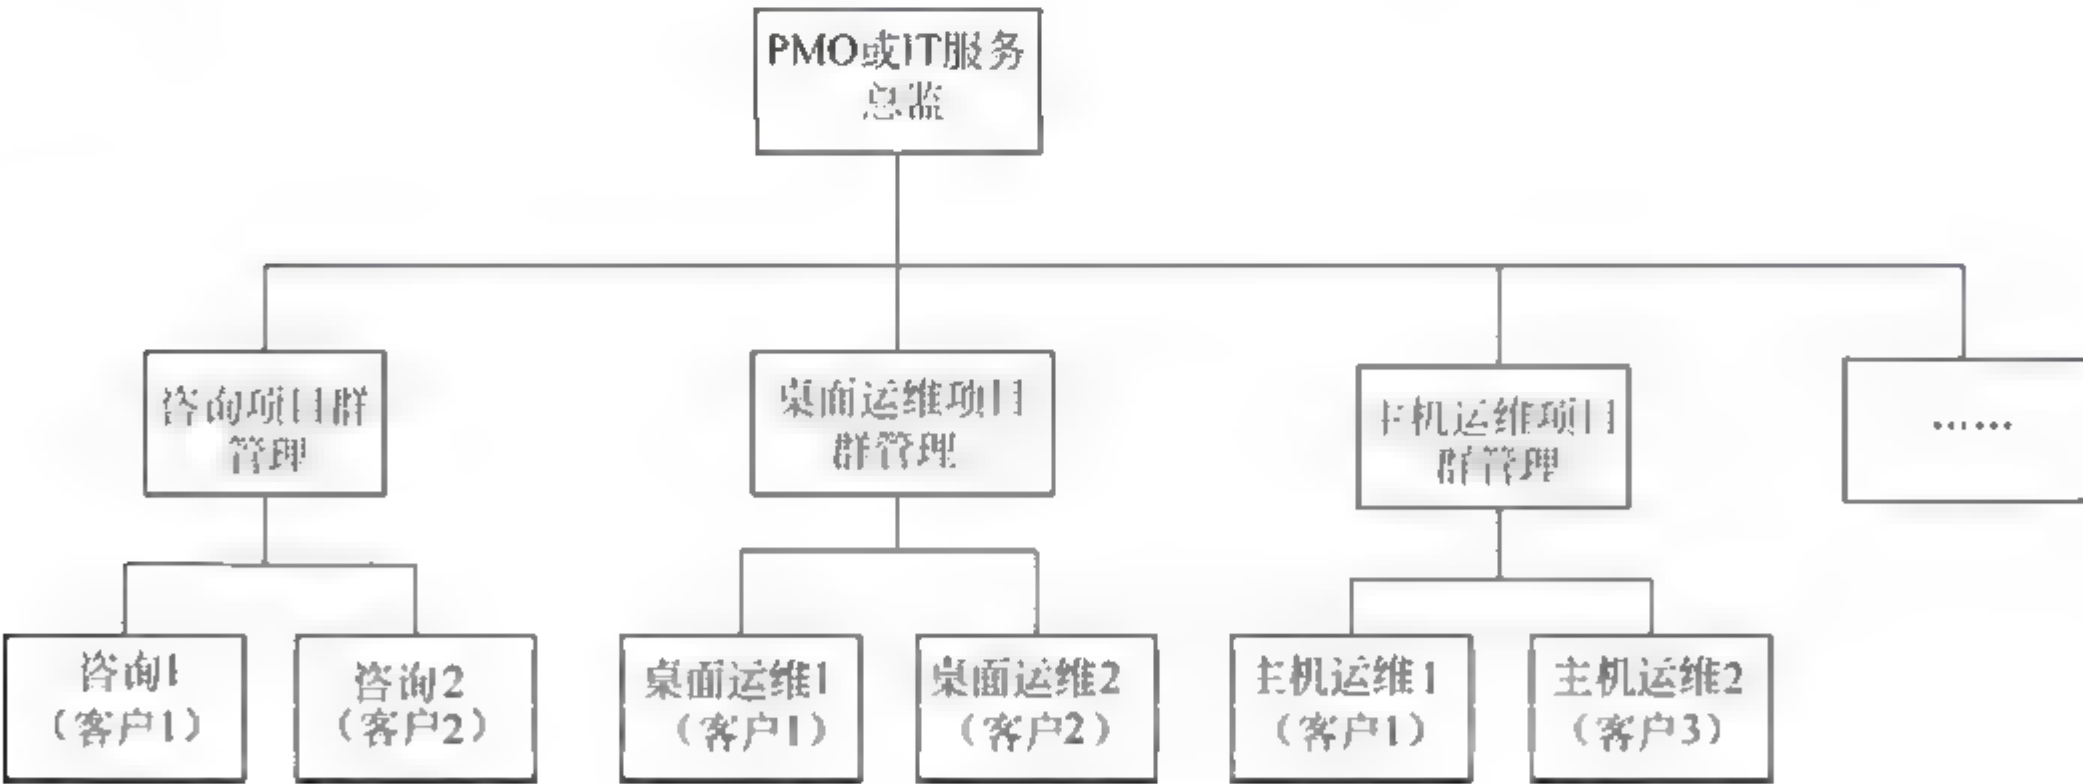 PMO或IT服务
总监
咨询项目群
管理
桌面运维项目
群管理
主机运维项目
群管理
······
咨询1
（客户1）
咨询2
（客户2）
桌面运维1
（客户1）
桌面运维2
（客户2）
主机运维1
（客户1）
主机运维2
（客户3）